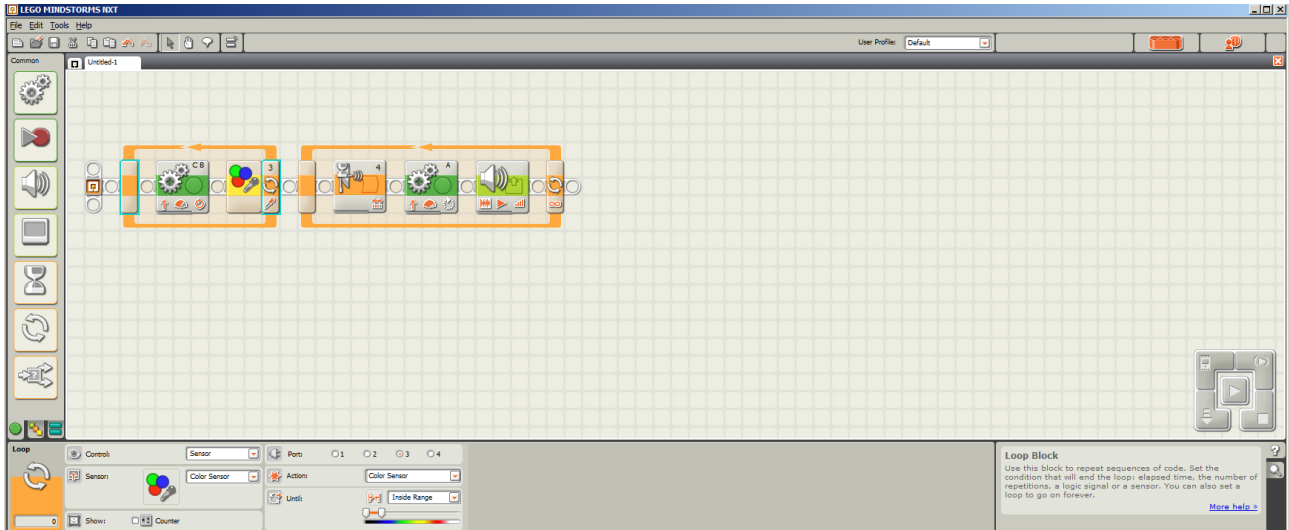 LEGO MINDSTORMS NXT
File Edit Tools Help
User Profile: Default
Common
Untitled-1
C B
3
4
A
Loop
Control: Sensor
Port: 1 2 3 4
Sensor: Color Sensor
Action: Color Sensor
Until: Inside Range
0
Show: Counter
Loop Block
Use this block to repeat sequences of code. Set the
condition that will end the loop: elapsed time, the number of
repetitions, a logic signal or a sensor. You can also set a
loop to go on forever.
More help »